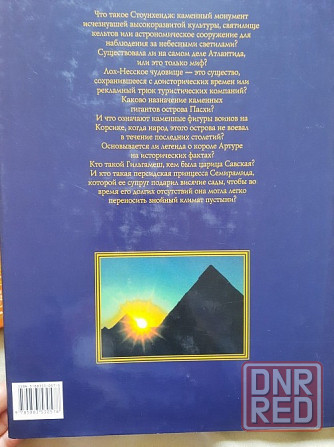 Что такое Стоунхендж: каменный монумент
исчезнувшей высокоразвитой культуры, святилище
кельтов или астрономическое сооружение для
наблюдения за небесными светилами?
Существовала ли на самом деле Атлантида,
или это только миф?
Лох-Несское чудовище — это существо,
сохранившееся с доисторических времен или
рекламный трюк туристических компаний?
Каково назначение каменных
гигантов острова Пасхи?
И что означают каменные фигуры воинов на
Корсике, когда народ этого острова не воевал
в течение последних столетий?
Основывается ли легенда о короле Артуре
на исторических фактах?
Кто такой Гильгамеш, кем была царица Савская?
И кто такая персидская принцесса Семирамида,
которой ее супруг подарил висячие сады, чтобы во
время его долгих отсутствий она могла легко
переносить знойный климат пустыни?
DNR
RED